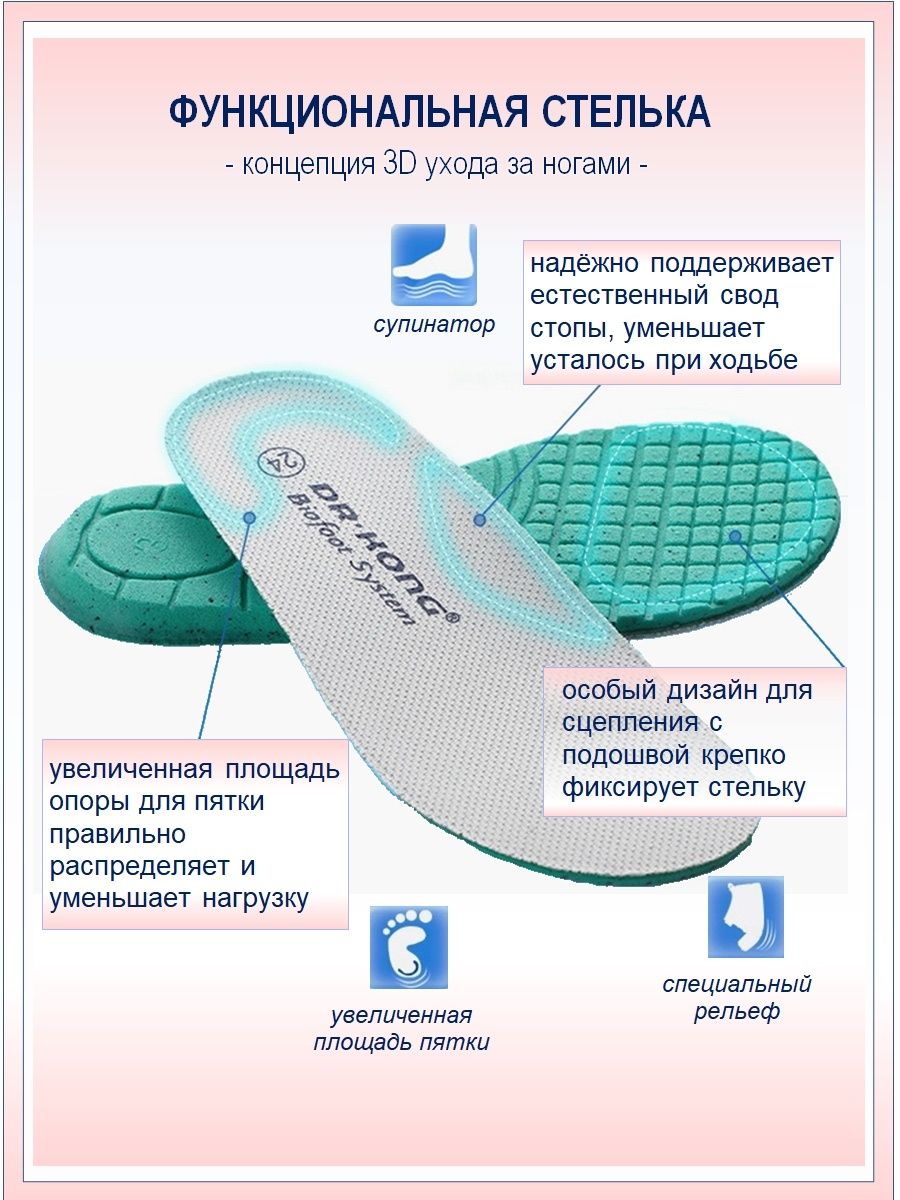 ФУНКЦИОНАЛЬНАЯ СТЕЛЬКА
- концепция 3D ухода за ногами -
супинатор
надёжно поддерживает
естественный свод
стопы, уменьшает
усталось при ходьбе
24
DR·KONG®
Biofoot System
особый дизайн для
сцепления с
подошвой крепко
фиксирует стельку
увеличенная площадь
опоры для пятки
правильно
распределяет и
уменьшает нагрузку
увеличенная
площадь пятки
специальный
рельеф